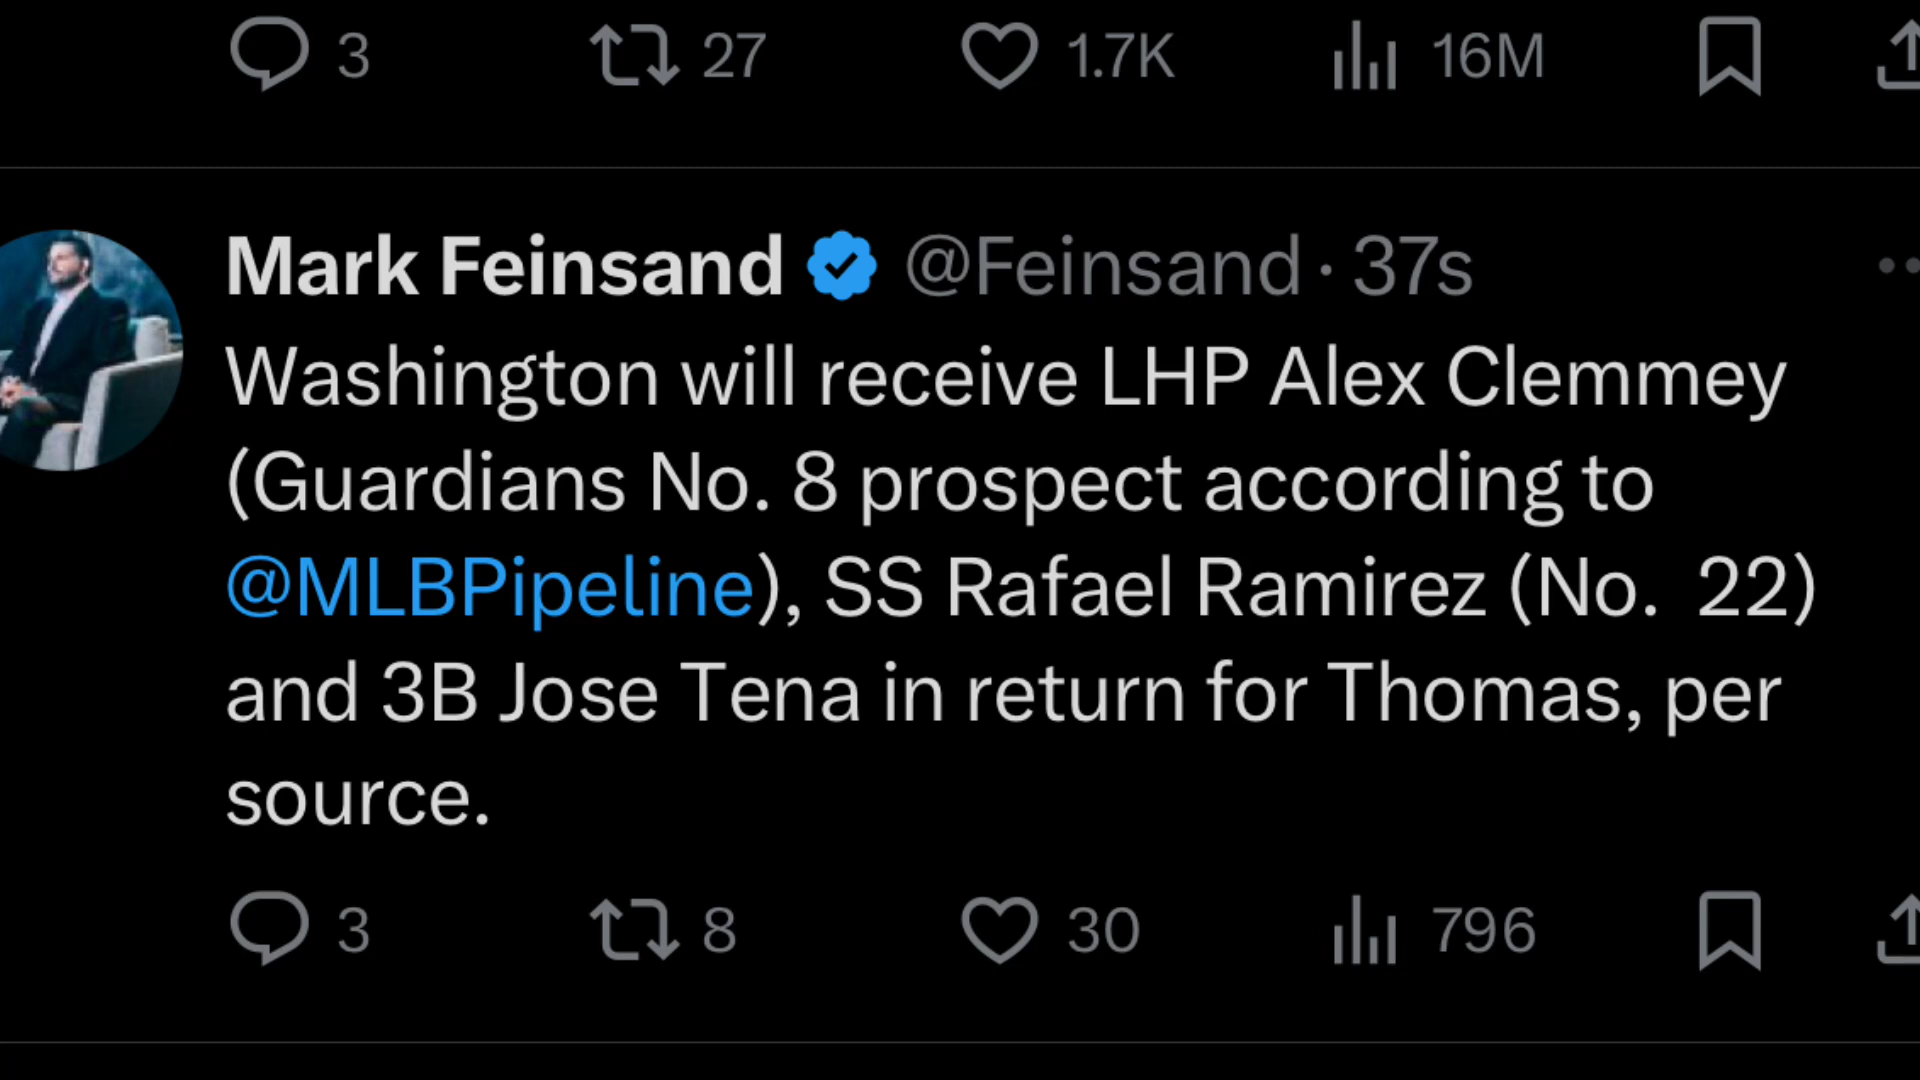 3 27 1.7K 16M
Mark Feinsand @Feinsand · 37s
Washington will receive LHP Alex Clemmey
(Guardians No. 8 prospect according to
@MLBPipeline), SS Rafael Ramirez (No.  22)
and 3B Jose Tena in return for Thomas, per
source.
3 8 30 796